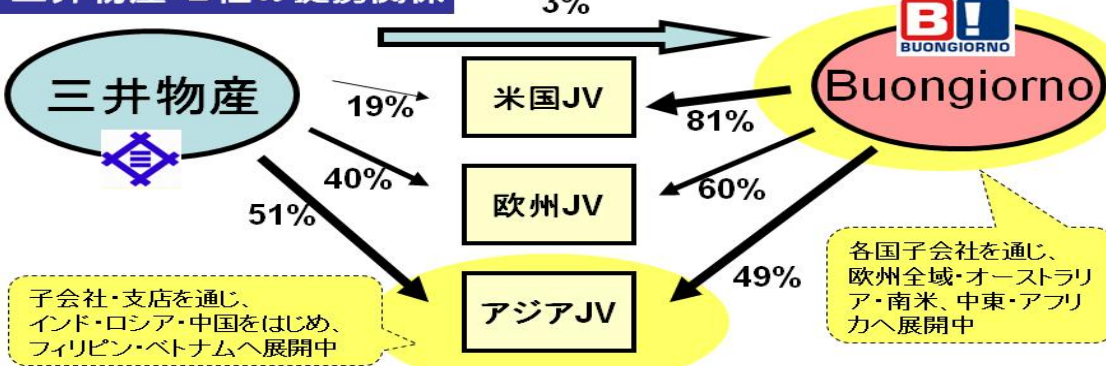 三井物産
3%
B!
BUONGIORNO
三井物産
Buongiorno
19%
米国JV
81%
40%
欧州JV
60%
51%
49%
アジアJV
子会社・支店を通じ、
インド・ロシア・中国をはじめ、
フィリピン・ベトナムへ展開中
各国子会社を通じ、
欧州全域・オーストラリ
ア・南米、中東・アフリ
カへ展開中